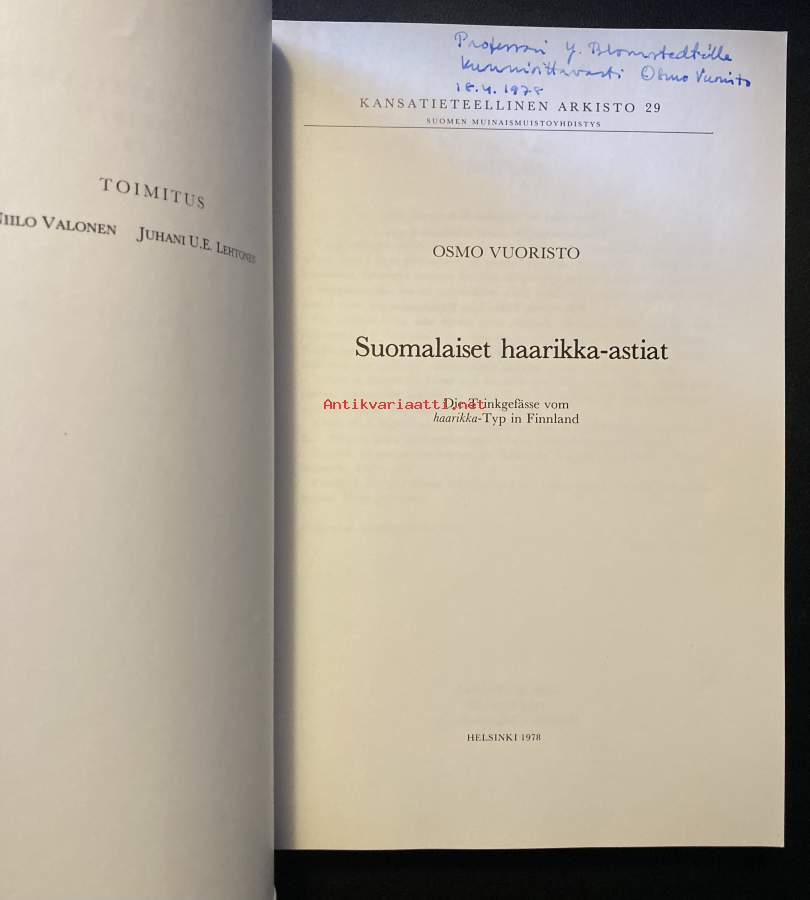 TOIMITUS
NIILO VALONEN JUHANI U.E. LEHTONEN
Professori Y. Blomstedtille
kunnioittavasti Osmo Vuoristo
18.4.1978
KANSATIETEELLINEN ARKISTO 29
SUOMEN MUINAISMUISTOYHDISTYS
OSMO VUORISTO
Suomalaiset haarikka-astiat
Antikvariaatti.net
Die Trinkgefässe vom
haarikka-Typ in Finnland
HELSINKI 1978